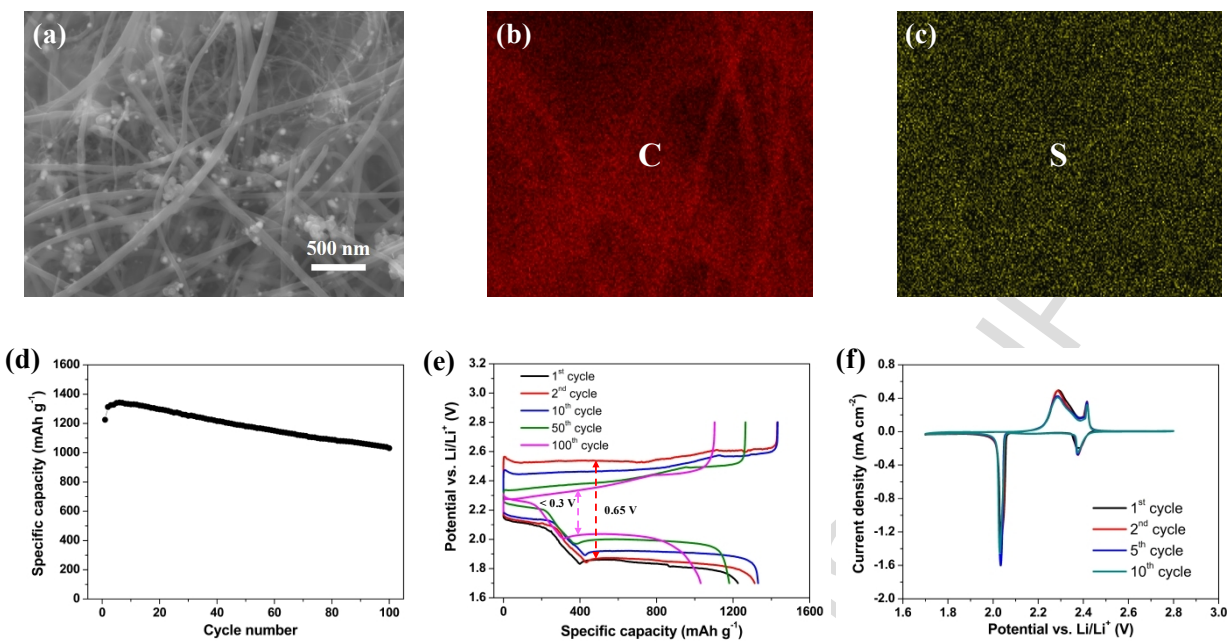 (a)
500 nm
(b)
C
(c)
S
(d)
1600
1400
1200
1000
800
600
400
200
0
0 20 40 60 80 100
Specific capacity (mAh g⁻¹)
Cycle number
(e)
3.2
3.0
2.8
2.6
2.4
2.2
2.0
1.8
1.6
0 400 800 1200 1600
Potential vs. Li/Li⁺ (V)
Specific capacity (mAh g⁻¹)
1ˢᵗ cycle
2ⁿᵈ cycle
10ᵗʰ cycle
50ᵗʰ cycle
100ᵗʰ cycle
< 0.3 V
0.65 V
(f)
0.8
0.4
0.0
-0.4
-0.8
-1.2
-1.6
-2.0
1.6 1.8 2.0 2.2 2.4 2.6 2.8 3.0
Current density (mA cm⁻²)
Potential vs. Li/Li⁺ (V)
1ˢᵗ cycle
2ⁿᵈ cycle
5ᵗʰ cycle
10ᵗʰ cycle